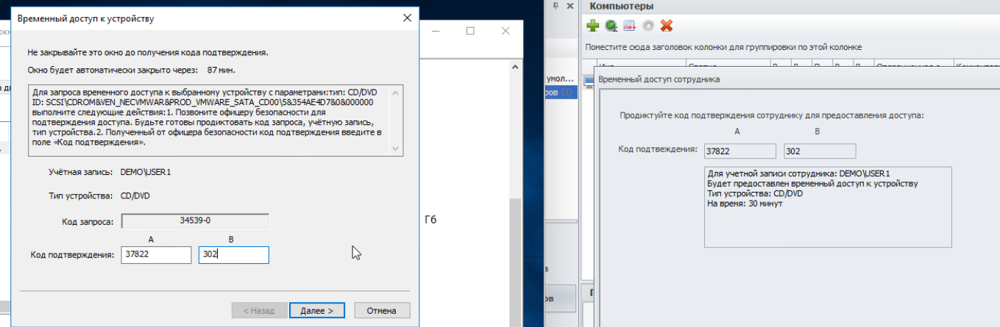 Временный доступ к устройству
Не закрывайте это окно до получения кода подтверждения.
Окно будет автоматически закрыто через: 87 мин.
Для запроса временного доступа к выбранному устройству с параметрами:тип: CD/DVD
ID: SCSI\CDROM&VEN_NECVMWAR&PROD_VMWARE_SATA_CD00\5&354AE4D7&0&000000
выполните следующие действия:1. Позвоните офицеру безопасности для
подтверждения доступа. Будьте готовы продиктовать код запроса, учётную запись,
тип устройства.2. Полученный от офицера безопасности код подтверждения введите в
поле «Код подтверждения».
Учётная запись: DEMO\USER1
Тип устройства: CD/DVD
Код запроса: 34539-0
A B
Код подтверждения: 37822 302
< Назад Далее > Отмена
Гб
Компьютеры
Поместите сюда заголовок колонки для группировки по этой колонке
умол...
ров (1)
Временный доступ сотрудника
Продиктуйте код подтверждения сотруднику для предоставления доступа:
A B
Код подтвеждения: 37822 302
Для учетной записи сотрудника: DEMO\USER1
Будет предоставлен временный доступ к устройству
Тип устройства: CD/DVD
На время: 30 минут